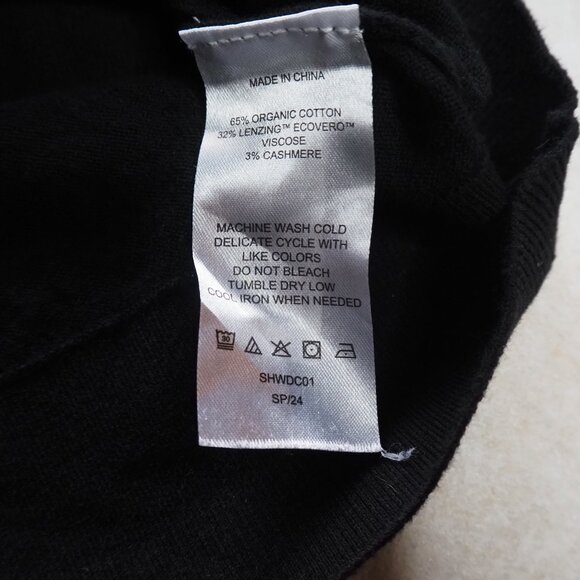 MADE IN CHINA
65% ORGANIC COTTON
32% LENZING™ ECOVERO™
VISCOSE
3% CASHMERE
MACHINE WASH COLD
DELICATE CYCLE WITH
LIKE COLORS
DO NOT BLEACH
TUMBLE DRY LOW
COOL IRON WHEN NEEDED
30
SHWDC01
SP/24